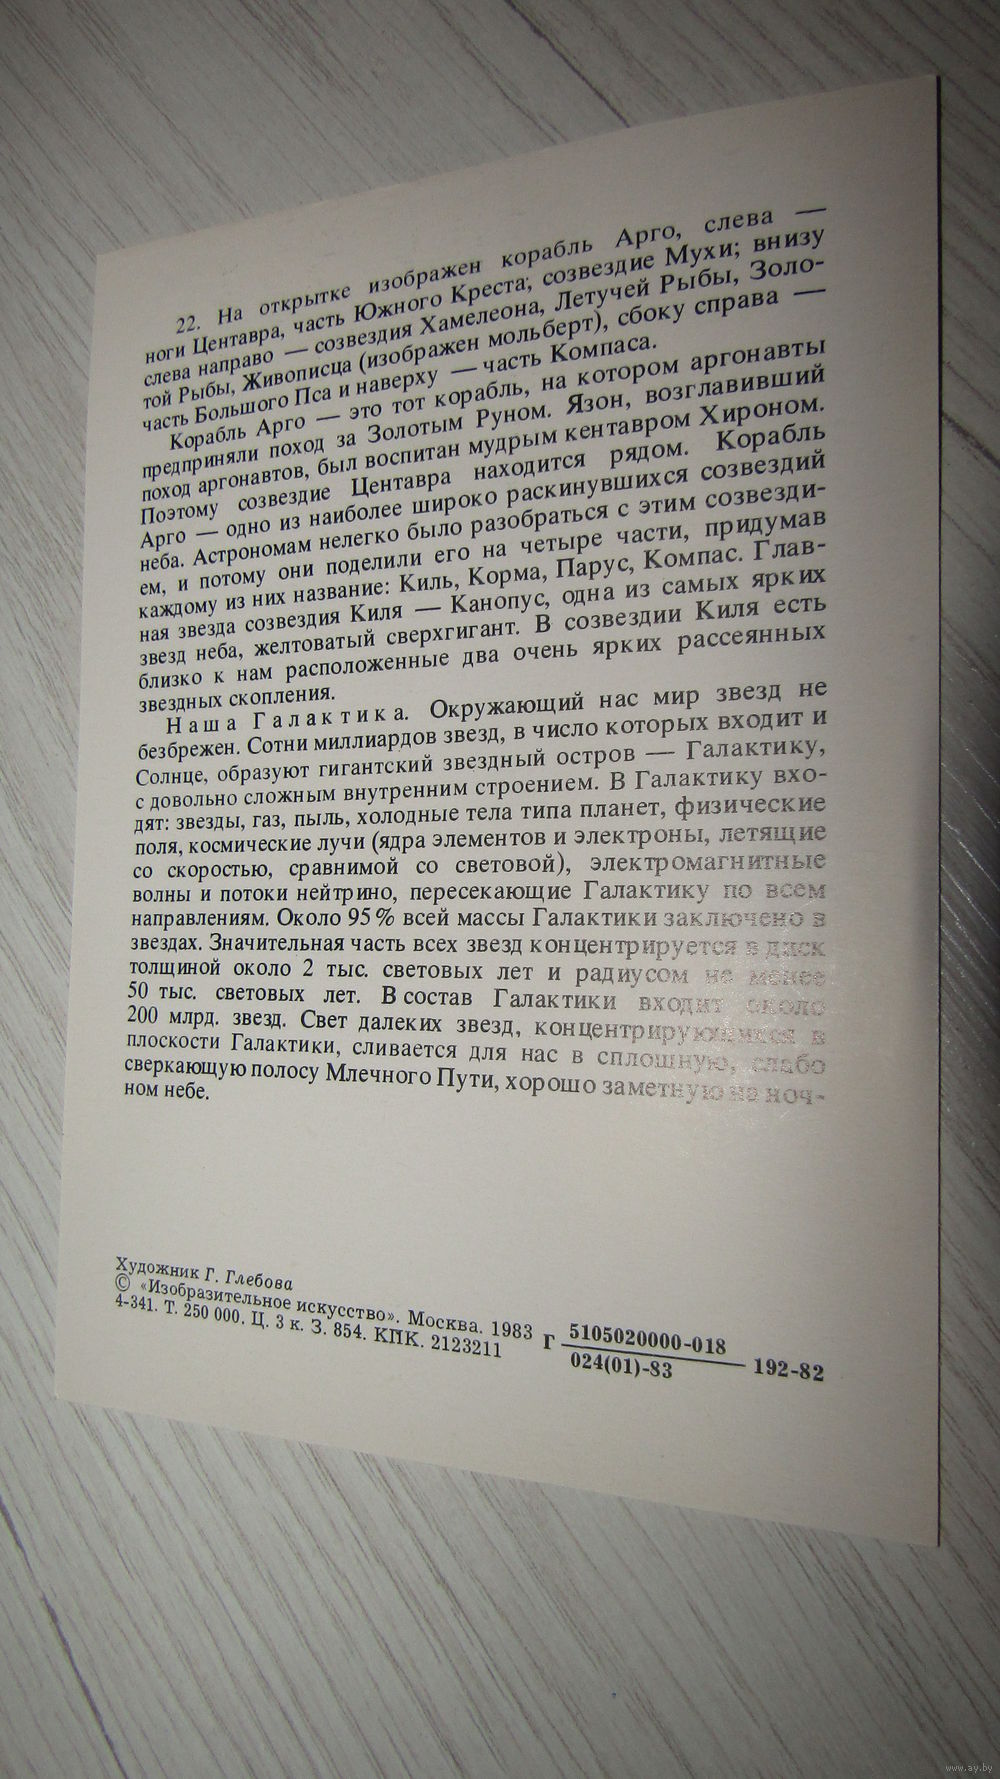 22. На открытке изображен корабль Арго, слева —
ноги Центавра, часть Южного Креста; созвездие Мухи; внизу
слева направо — созвездия Хамелеона, Летучей Рыбы, Золо-
той Рыбы, Живописца (изображен мольберт), сбоку справа —
часть Большого Пса и наверху — часть Компаса.
Корабль Арго — это тот корабль, на котором аргонавты
предприняли поход за Золотым Руном. Язон, возглавивший
поход аргонавтов, был воспитан мудрым кентавром Хироном.
Поэтому созвездие Центавра находится рядом. Корабль
Арго — одно из наиболее широко раскинувшихся созвездий
неба. Астрономам нелегко было разобраться с этим созвезди-
ем, и потому они поделили его на четыре части, придумав
каждому из них название: Киль, Корма, Парус, Компас. Глав-
ная звезда созвездия Киля — Канопус, одна из самых ярких
звезд неба, желтоватый сверхгигант. В созвездии Киля есть
близко к нам расположенные два очень ярких рассеянных
звездных скопления.
Наша Галактика. Окружающий нас мир звезд не
безбрежен. Сотни миллиардов звезд, в число которых входит и
Солнце, образуют гигантский звездный остров — Галактику,
с довольно сложным внутренним строением. В Галактику вхо-
дят: звезды, газ, пыль, холодные тела типа планет, физические
поля, космические лучи (ядра элементов и электроны, летящие
со скоростью, сравнимой со световой), электромагнитные
волны и потоки нейтрино, пересекающие Галактику по всем
направлениям. Около 95% всей массы Галактики заключено в
звездах. Значительная часть всех звезд концентрируется в диск
толщиной около 2 тыс. световых лет и радиусом не менее
50 тыс. световых лет. В состав Галактики входит около
200 млрд. звезд. Свет далеких звезд, концентрирующихся в
плоскости Галактики, сливается для нас в сплошную, слабо
сверкающую полосу Млечного Пути, хорошо заметную на ноч-
ном небе.
Художник Г. Глебова
© «Изобразительное искусство». Москва. 1983
4-341. Т. 250 000. Ц. 3 к. З. 854. КПК. 2123211
Г 5105020000-018
024(01)-83 192-82
www.ay.by